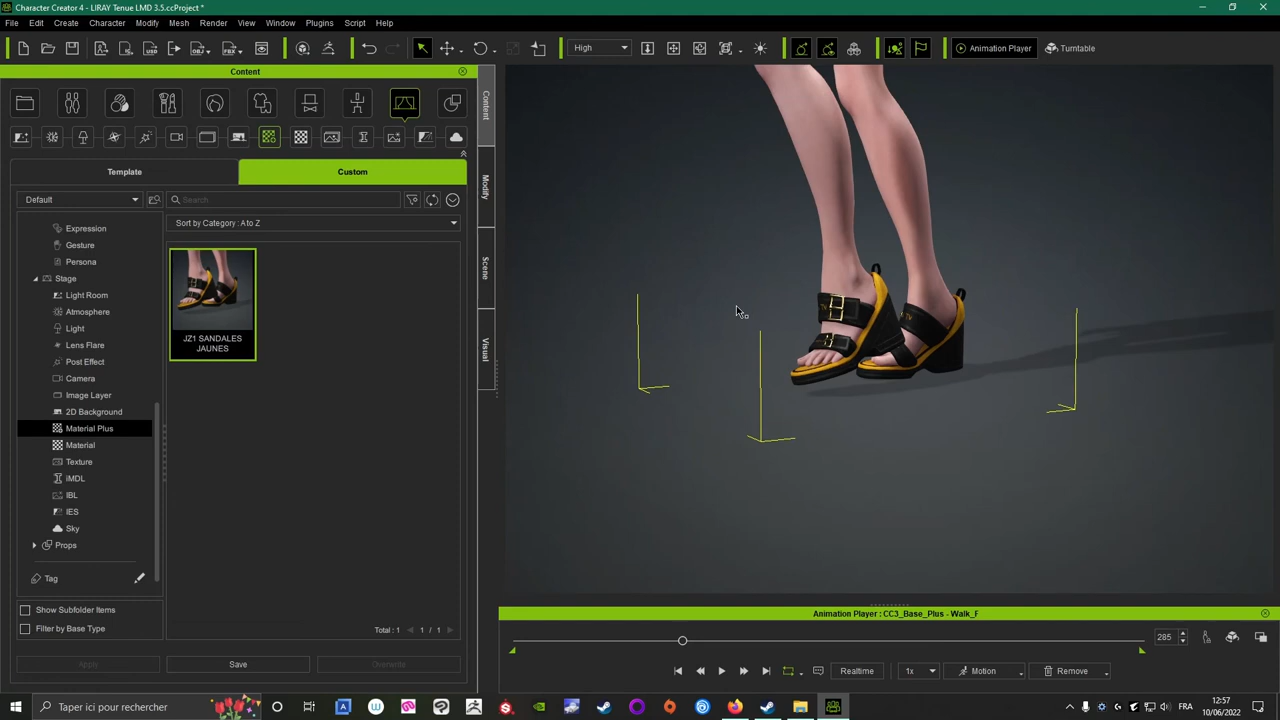 Character Creator 4 - LIRAY Tenue LMD 3.5.ccProject *
File Edit Create Character Modify Mesh Render View Window Plugins Script Help
High
Animation Player
Turntable
Content
Template
Custom
Default
Search
Sort by Category : A to Z
Expression
Gesture
Persona
Stage
Light Room
Atmosphere
Light
Lens Flare
Post Effect
Camera
Image Layer
2D Background
Material Plus
Material
Texture
IMDL
IBL
IES
Sky
Props
Tag
JZ1 SANDALES
JAUNES
Show Subfolder Items
Filter by Base Type
Total : 1 1 / 1
Apply
Save
Overwrite
Content
Modify
Scene
Visual
Animation Player : CC3_Base_Plus - Walk_F
285
Realtime
1x
Motion
Remove
Taper ici pour rechercher
FRA
12:57
10/06/2022